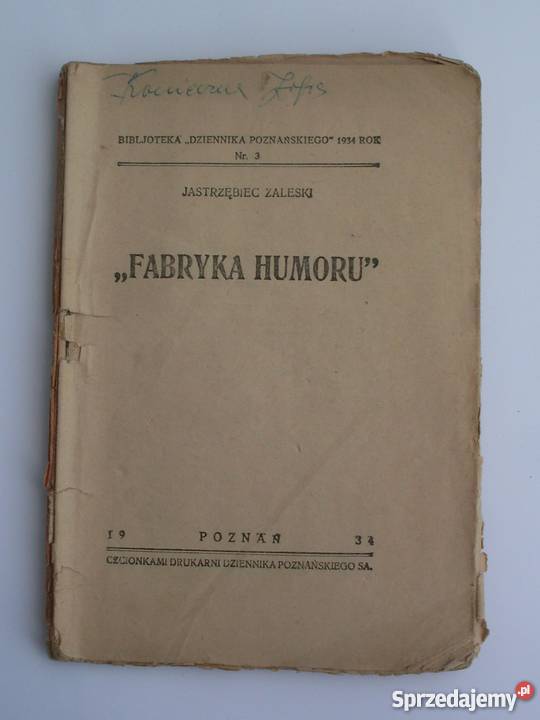 Zofia
BIBLJOTEKA „DZIENNIKA POZNAŃSKIEGO" 1934 ROK
Nr. 3
JASTRZĘBIEC ZALESKI
„FABRYKA HUMORU”
19 POZNAŃ 34
CZCIONKAMI DRUKARNI DZIENNIKA POZNAŃSKIEGO SA.
Sprzedajemy.pl